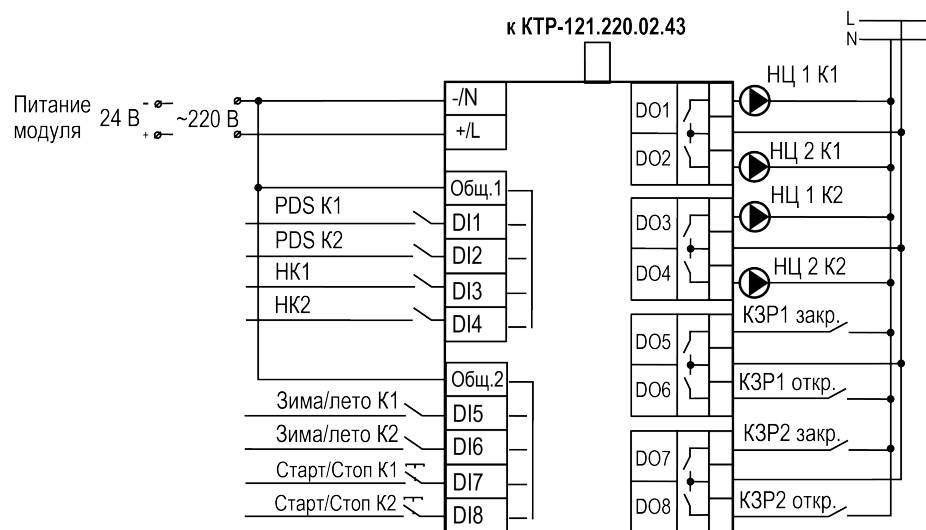 к КТР-121.220.02.43
L
N
Питание
модуля
24 В
-
+
~220 В
-/N
+/L
Общ.1
PDS К1
DI1
PDS К2
DI2
НК1
DI3
НК2
DI4
Общ.2
Зима/лето К1
DI5
Зима/лето К2
DI6
Старт/Стоп К1
DI7
Старт/Стоп К2
DI8
DO1
НЦ 1 К1
DO2
НЦ 2 К1
DO3
НЦ 1 К2
DO4
НЦ 2 К2
DO5
КЗР1 закр.
DO6
КЗР1 откр.
DO7
КЗР2 закр.
DO8
КЗР2 откр.